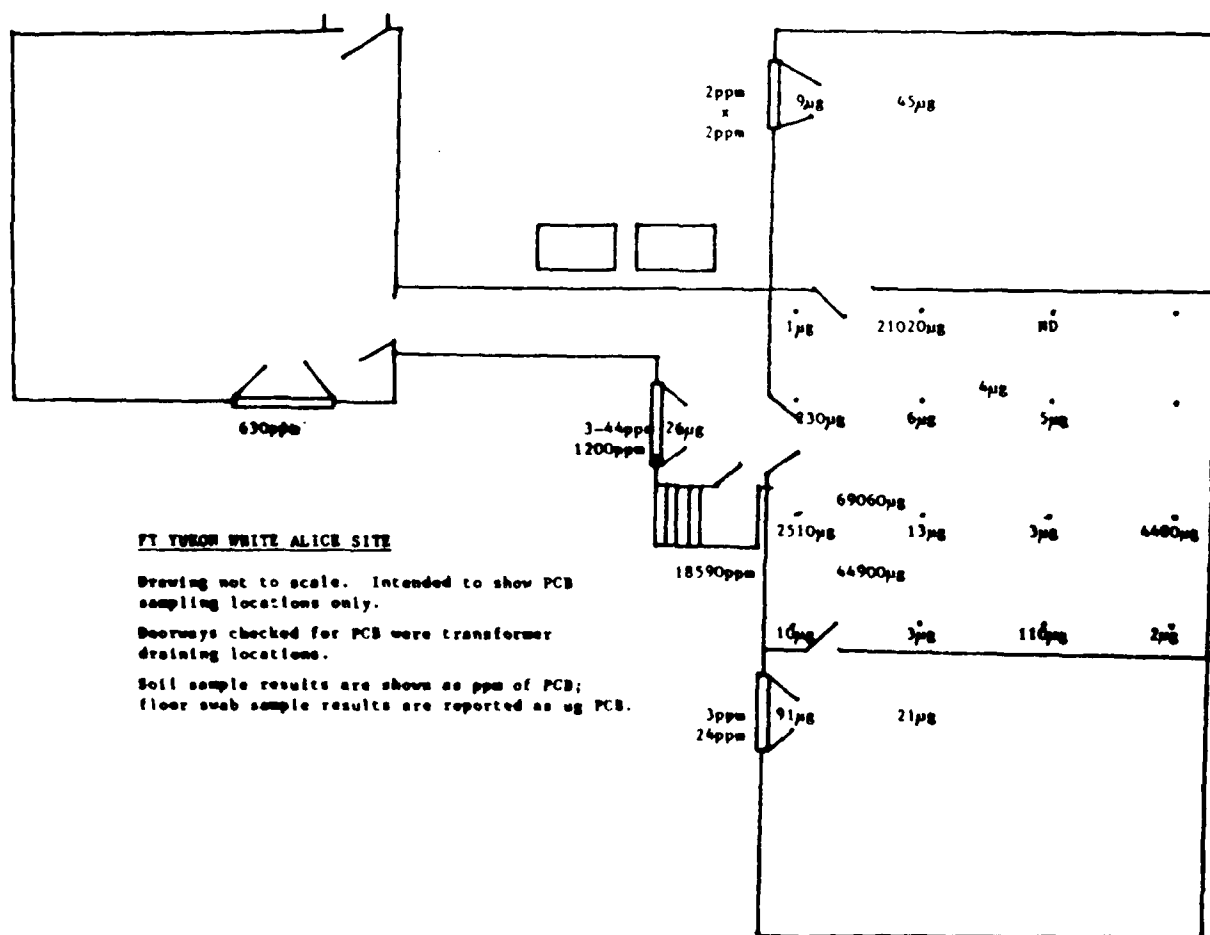 2ppm
x
2ppm
9µg
45µg
1µg
21020µg
ND
4µg
230µg
6µg
5µg
630ppm
3-44ppm
1200ppm
26µg
69060µg
2510µg
13µg
3µg
4480µg
18590ppm
44900µg
10µg
3µg
110µg
2µg
3ppm
24ppm
91µg
21µg
FT YUKON WHITE ALICE SITE
Drawing not to scale. Intended to show PCB
sampling locations only.
Doorways checked for PCB were transformer
draining locations.
Soil sample results are shown as ppm of PCB;
floor swab sample results are reported as ug PCB.